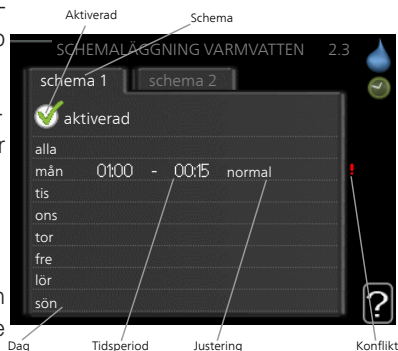 Aktiverad Schema
SCHEMALÄGGNING VARMVATTEN 2.3
schema 1 schema 2
aktiverad
alla
mån 01:00 - 00:15 normal !
tis
ons
tor
fre
lör
sön
?
Dag Tidsperiod Justering Konflikt